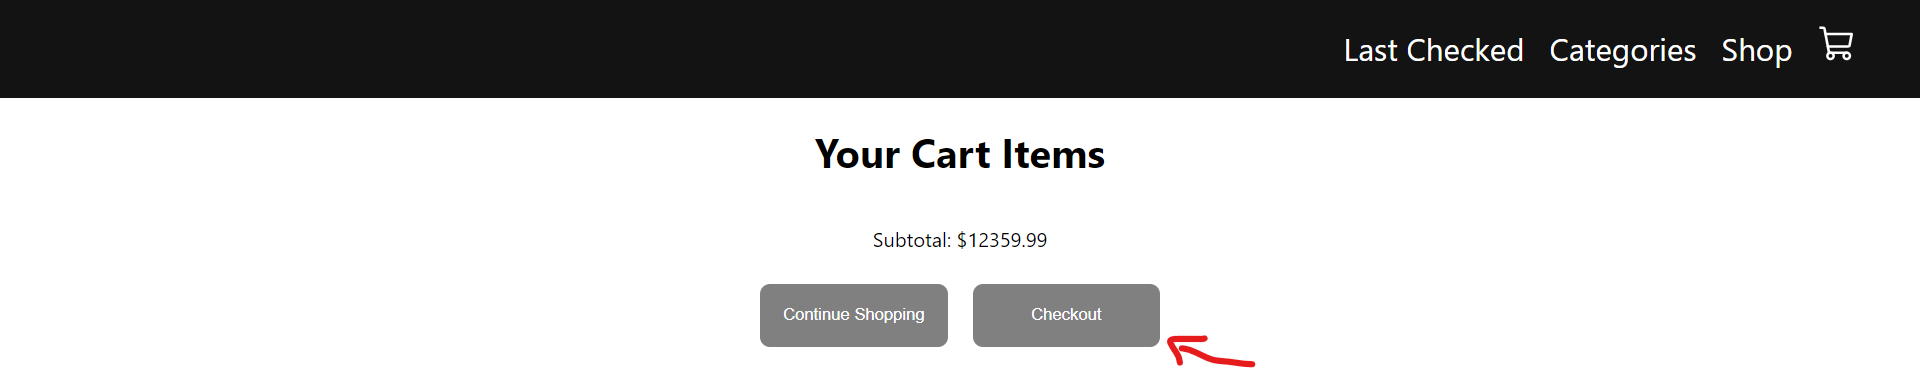 Last Checked Categories Shop
Your Cart Items
Subtotal: $12359.99
Continue Shopping Checkout